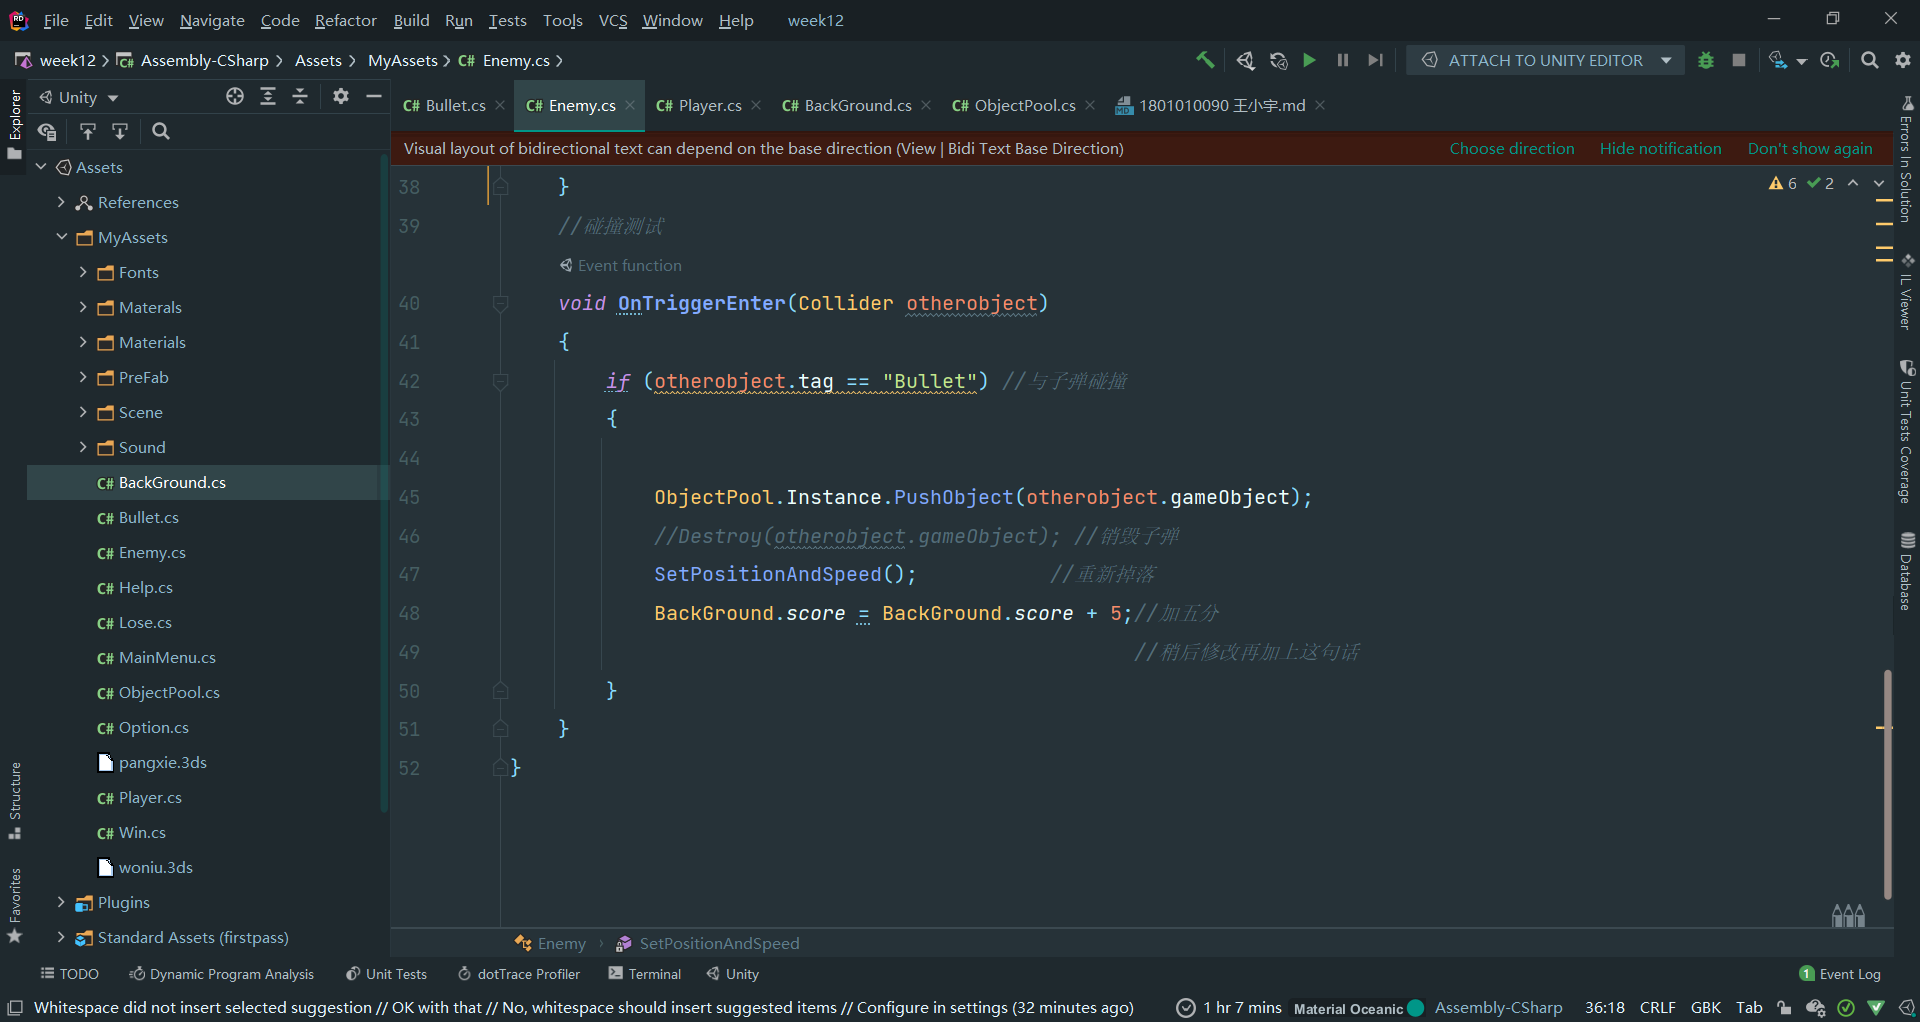 File Edit View Navigate Code Refactor Build Run Tests Tools VCS Window Help week12
week12 Assembly-CSharp Assets MyAssets C# Enemy.cs ATTACH TO UNITY EDITOR
Explorer
Unity
C# Bullet.cs C# Enemy.cs C# Player.cs C# BackGround.cs C# ObjectPool.cs MD 1801010090 王小宇.md
Visual layout of bidirectional text can depend on the base direction (View | Bidi Text Base Direction) Choose direction Hide notification Don't show again
Assets
References
MyAssets
Fonts
Materals
Materials
PreFab
Scene
Sound
C# BackGround.cs
C# Bullet.cs
C# Enemy.cs
C# Help.cs
C# Lose.cs
C# MainMenu.cs
C# ObjectPool.cs
C# Option.cs
pangxie.3ds
C# Player.cs
C# Win.cs
woniu.3ds
Plugins
Standard Assets (firstpass)
Structure
Favorites
6 2
38 }
39 //碰撞测试
Event function
40 void OnTriggerEnter(Collider otherobject)
41 {
42 if (otherobject.tag == "Bullet") //与子弹碰撞
43 {
44
45 ObjectPool.Instance.PushObject(otherobject.gameObject);
46 //Destroy(otherobject.gameObject); //销毁子弹
47 SetPositionAndSpeed(); //重新掉落
48 BackGround.score = BackGround.score + 5;//加五分
49 //稍后修改再加上这句话
50 }
51 }
52 }
Errors In Solution
IL Viewer
Unit Tests Coverage
Database
Enemy SetPositionAndSpeed
TODO Dynamic Program Analysis Unit Tests dotTrace Profiler Terminal Unity 1 Event Log
Whitespace did not insert selected suggestion // OK with that // No, whitespace should insert suggested items // Configure in settings (32 minutes ago) 1 hr 7 mins Material Oceanic Assembly-CSharp 36:18 CRLF GBK Tab